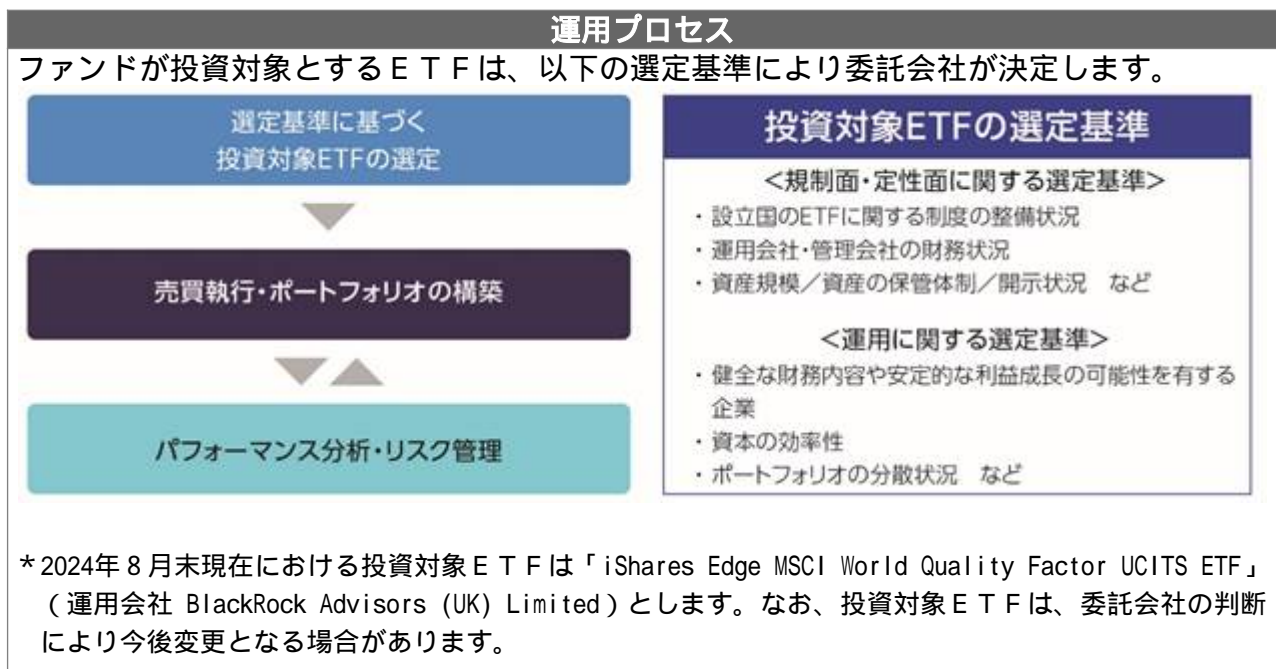 運用プロセス
ファンドが投資対象とするＥＴＦは、以下の選定基準により委託会社が決定します。
選定基準に基づく
投資対象ETFの選定
売買執行・ポートフォリオの構築
パフォーマンス分析・リスク管理
投資対象ETFの選定基準
＜規制面・定性面に関する選定基準＞
・設立国のETFに関する制度の整備状況
・運用会社・管理会社の財務状況
・資産規模／資産の保管体制／開示状況　など
＜運用に関する選定基準＞
・健全な財務内容や安定的な利益成長の可能性を有する
企業
・資本の効率性
・ポートフォリオの分散状況　など
＊2024年８月末現在における投資対象ＥＴＦは「iShares Edge MSCI World Quality Factor UCITS ETF」
（運用会社 BlackRock Advisors (UK) Limited）とします。なお、投資対象ＥＴＦは、委託会社の判断
により今後変更となる場合があります。